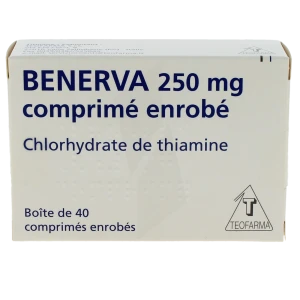 BENERVA 250 mg
comprimé enrobé
Chlorhydrate de thiamine
Boîte de 40
comprimés enrobés
T
TEOFARMA